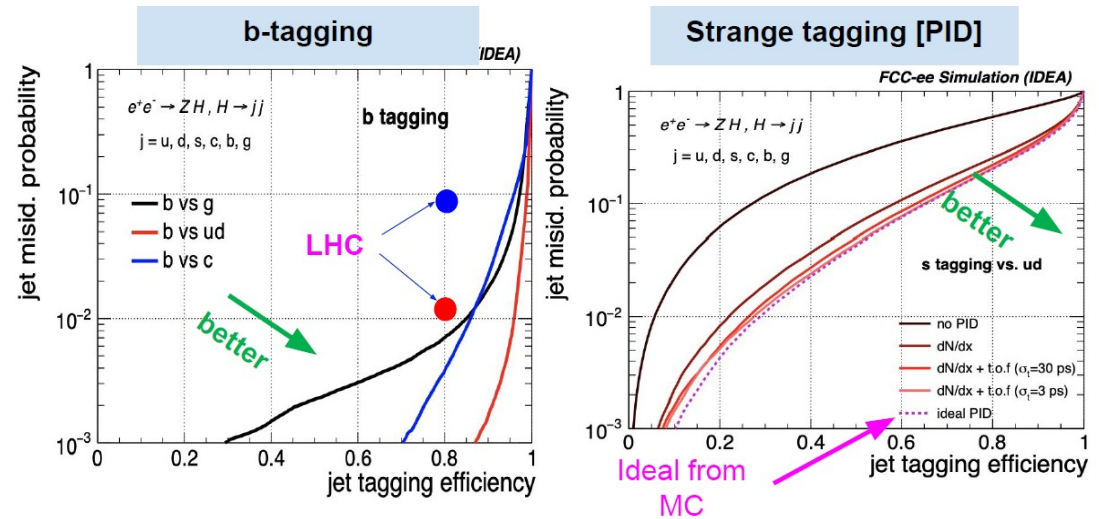 b-tagging
(IDEA)
e⁺e⁻ → Z H, H → j j
j = u, d, s, c, b, g
b tagging
b vs g
b vs ud
b vs c
LHC
better
jet misid. probability
1
10⁻¹
10⁻²
10⁻³
0
0.2
0.4
0.6
0.8
1
jet tagging efficiency
Strange tagging [PID]
FCC-ee Simulation (IDEA)
e⁺e⁻ → Z H, H → j j
j = u, d, s, c, b, g
better
s tagging vs. ud
no PID
dN/dx
dN/dx + t.o.f (σₜ=30 ps)
dN/dx + t.o.f (σₜ=3 ps)
ideal PID
jet misid. probability
1
10⁻¹
10⁻²
10⁻³
0
0.2
0.4
0.6
0.8
1
jet tagging efficiency
Ideal from
MC